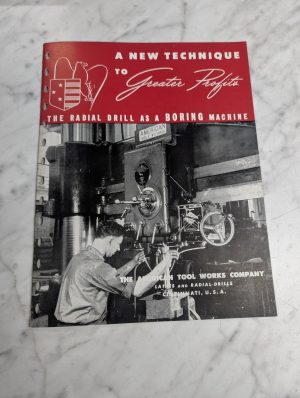 A NEW TECHNIQUE
TO Greater Profits
THE RADIAL DRILL AS A BORING MACHINE
AMERICAN
THE AMERICAN TOOL WORKS COMPANY
LATHES AND RADIAL DRILLS
CINCINNATI, U.S.A.